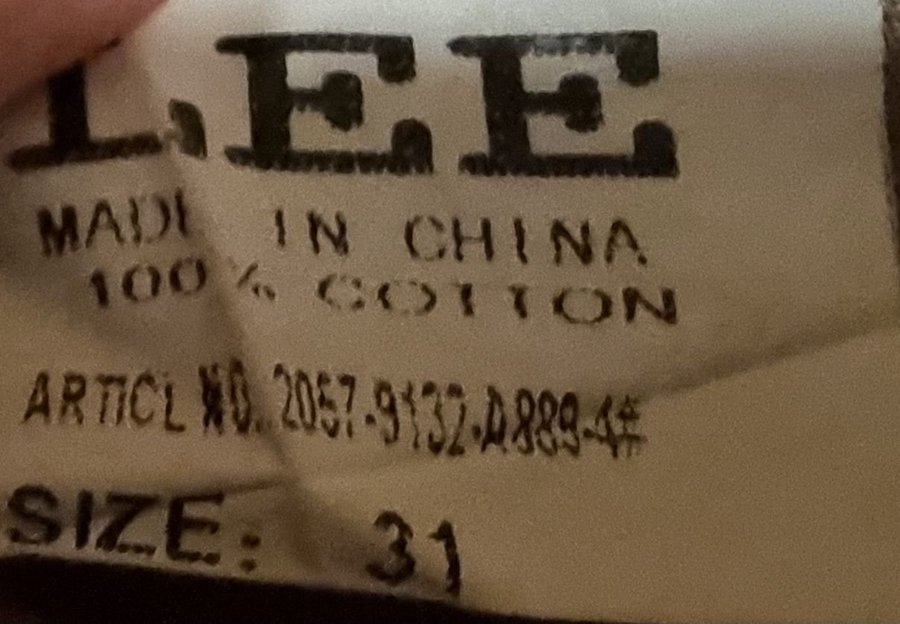 LEE
MADE IN CHINA
100% COTTON
ARTICL NO. 2057-9132-A889-4#
SIZE: 31